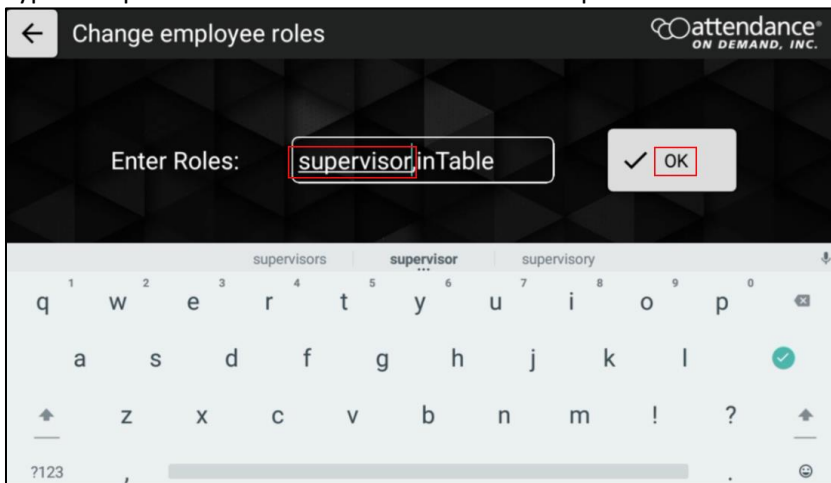 ← Change employee roles
attendance®
ON DEMAND, INC.
Enter Roles: supervisor,inTable ✓ OK
supervisors supervisor supervisory
q 1 w 2 e 3 r 4 t 5 y 6 u 7 i 8 o 9 p 0
a s d f g h j k l
z x c v b n m ! ?
?123 , .